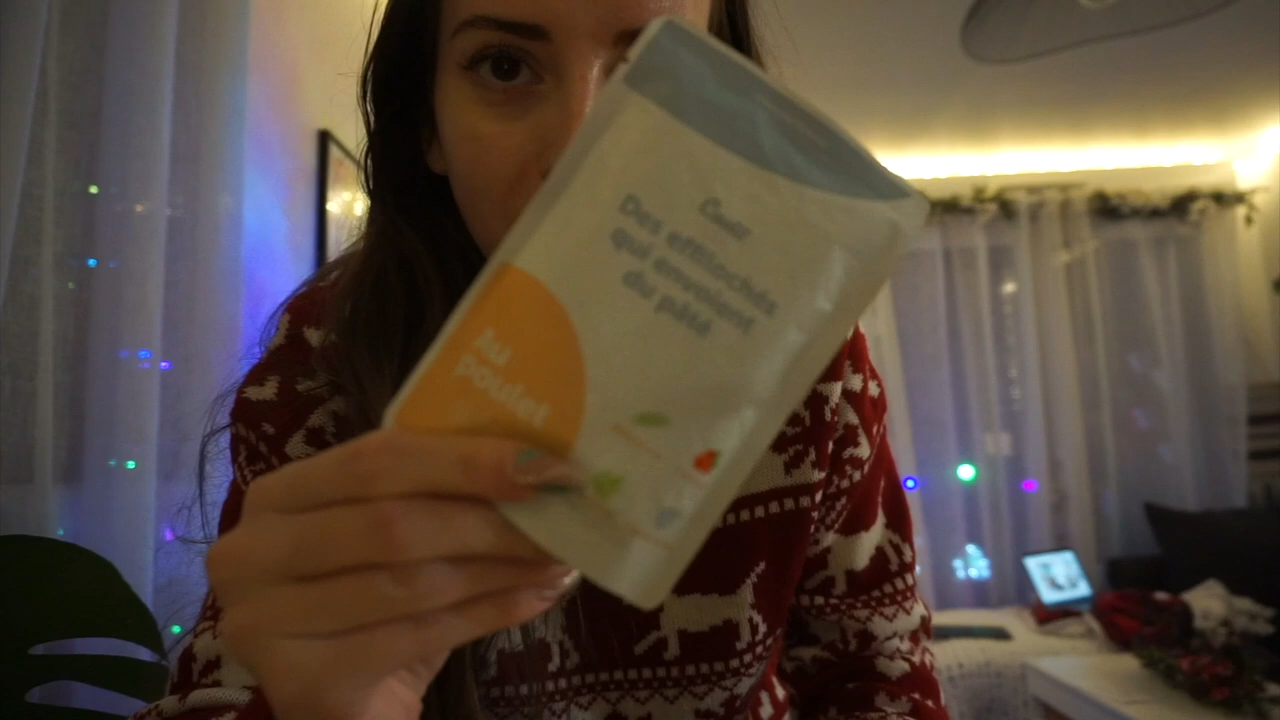 Des effilochés
qui envoient
du pâté
Au
poulet